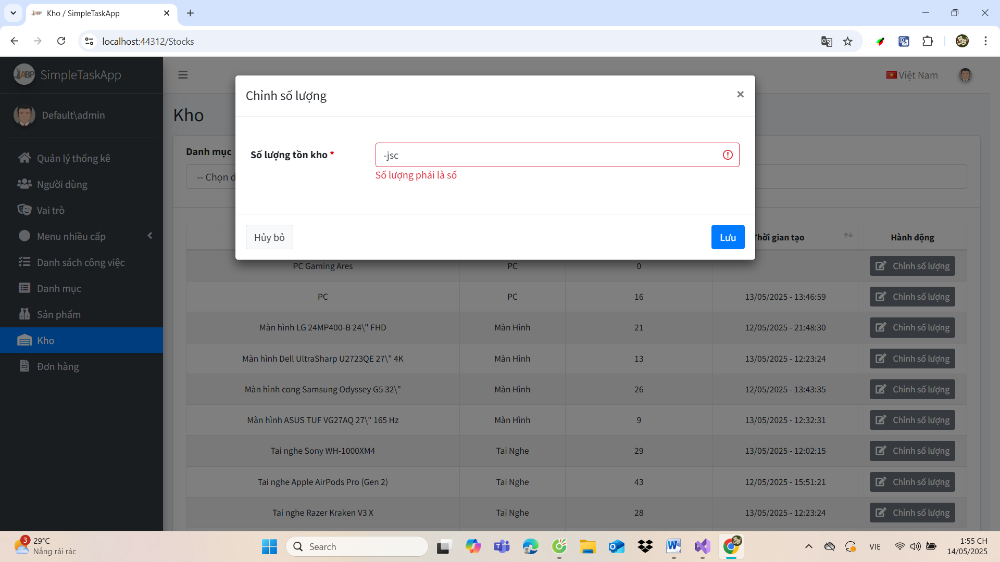 Kho / SimpleTaskApp
localhost:44312/Stocks
ABP SimpleTaskApp
Việt Nam
Default\admin
Quản lý thống kê
Người dùng
Vai trò
Menu nhiều cấp
Danh sách công việc
Danh mục
Sản phẩm
Kho
Đơn hàng
Kho
Danh mục
-- Chọn d
Chỉnh số lượng
×
Số lượng tồn kho *
-jsc
Số lượng phải là số
Hủy bỏ
Lưu
Thời gian tạo Hành động
PC Gaming Ares PC 0 Chỉnh số lượng
PC PC 16 13/05/2025 - 13:46:59 Chỉnh số lượng
Màn hình LG 24MP400-B 24\" FHD Màn Hình 21 12/05/2025 - 21:48:30 Chỉnh số lượng
Màn hình Dell UltraSharp U2723QE 27\" 4K Màn Hình 13 13/05/2025 - 12:23:24 Chỉnh số lượng
Màn hình cong Samsung Odyssey G5 32\" Màn Hình 26 12/05/2025 - 13:43:35 Chỉnh số lượng
Màn hình ASUS TUF VG27AQ 27\" 165 Hz Màn Hình 9 13/05/2025 - 12:32:31 Chỉnh số lượng
Tai nghe Sony WH-1000XM4 Tai Nghe 29 13/05/2025 - 12:02:15 Chỉnh số lượng
Tai nghe Apple AirPods Pro (Gen 2) Tai Nghe 43 12/05/2025 - 15:51:21 Chỉnh số lượng
Tai nghe Razer Kraken V3 X Tai Nghe 28 13/05/2025 - 12:23:24 Chỉnh số lượng
3
29°C
Nắng rải rác
Search
VIE
1:55 CH
14/05/2025